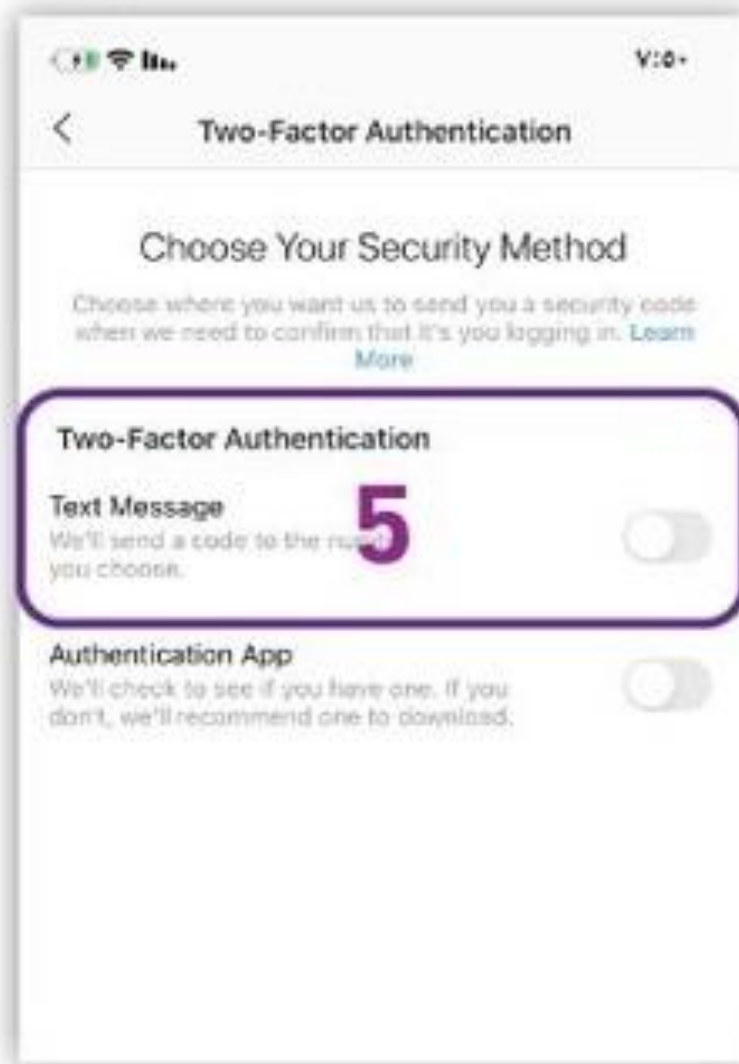 ٧:٥٠
Two-Factor Authentication
Choose Your Security Method
Choose where you want us to send you a security code
when we need to confirm that it's you logging in. Learn
More
Two-Factor Authentication
Text Message
We'll send a code to the
5
you choose.
Authentication App
We'll check to see if you have one. If you
don't, we'll recommend one to download.